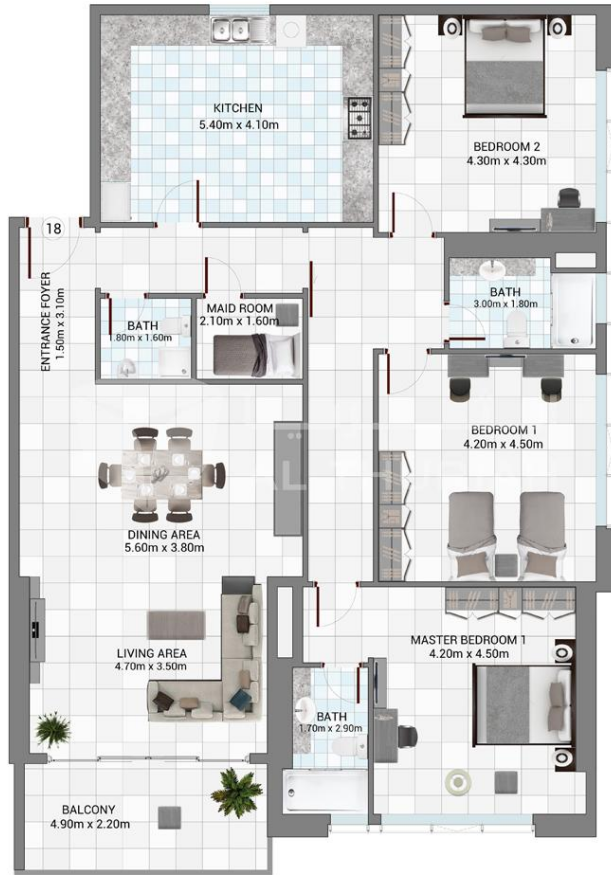 KITCHEN
5.40m x 4.10m
BEDROOM 2
4.30m x 4.30m
18
ENTRANCE FOYER
1.50m x 3.10m
BATH
1.80m x 1.60m
MAID ROOM
2.10m x 1.60m
BATH
3.00m x 1.80m
BEDROOM 1
4.20m x 4.50m
DINING AREA
5.60m x 3.80m
LIVING AREA
4.70m x 3.50m
MASTER BEDROOM 1
4.20m x 4.50m
BATH
1.70m x 2.90m
BALCONY
4.90m x 2.20m